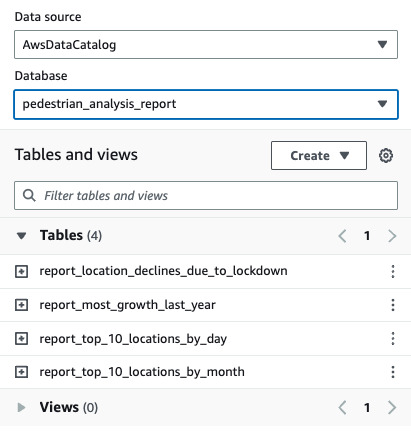 Data source
AwsDataCatalog
Database
pedestrian_analysis_report
Tables and views
Create
Filter tables and views
Tables (4)
1
report_location_declines_due_to_lockdown
report_most_growth_last_year
report_top_10_locations_by_day
report_top_10_locations_by_month
Views (0)
1